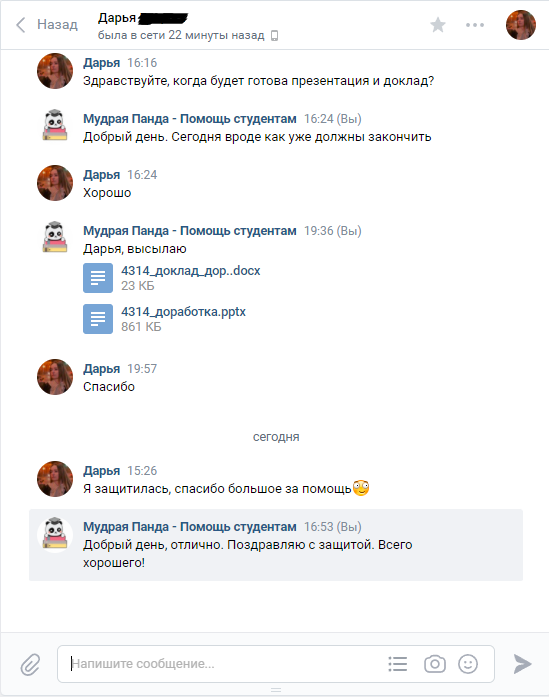 Назад
Дарья
была в сети 22 минуты назад
Дарья 16:16
Здравствуйте, когда будет готова презентация и доклад?
Мудрая Панда - Помощь студентам 16:24 (Вы)
Добрый день. Сегодня вроде как уже должны закончить
Дарья 16:24
Хорошо
Мудрая Панда - Помощь студентам 19:36 (Вы)
Дарья, высылаю
4314_доклад_дор..docx
23 КБ
4314_доработка.pptx
861 КБ
Дарья 19:57
Спасибо
сегодня
Дарья 15:26
Я защитилась, спасибо большое за помощь
Мудрая Панда - Помощь студентам 16:53 (Вы)
Добрый день, отлично. Поздравляю с защитой. Всего
хорошего!
Напишите сообщение...